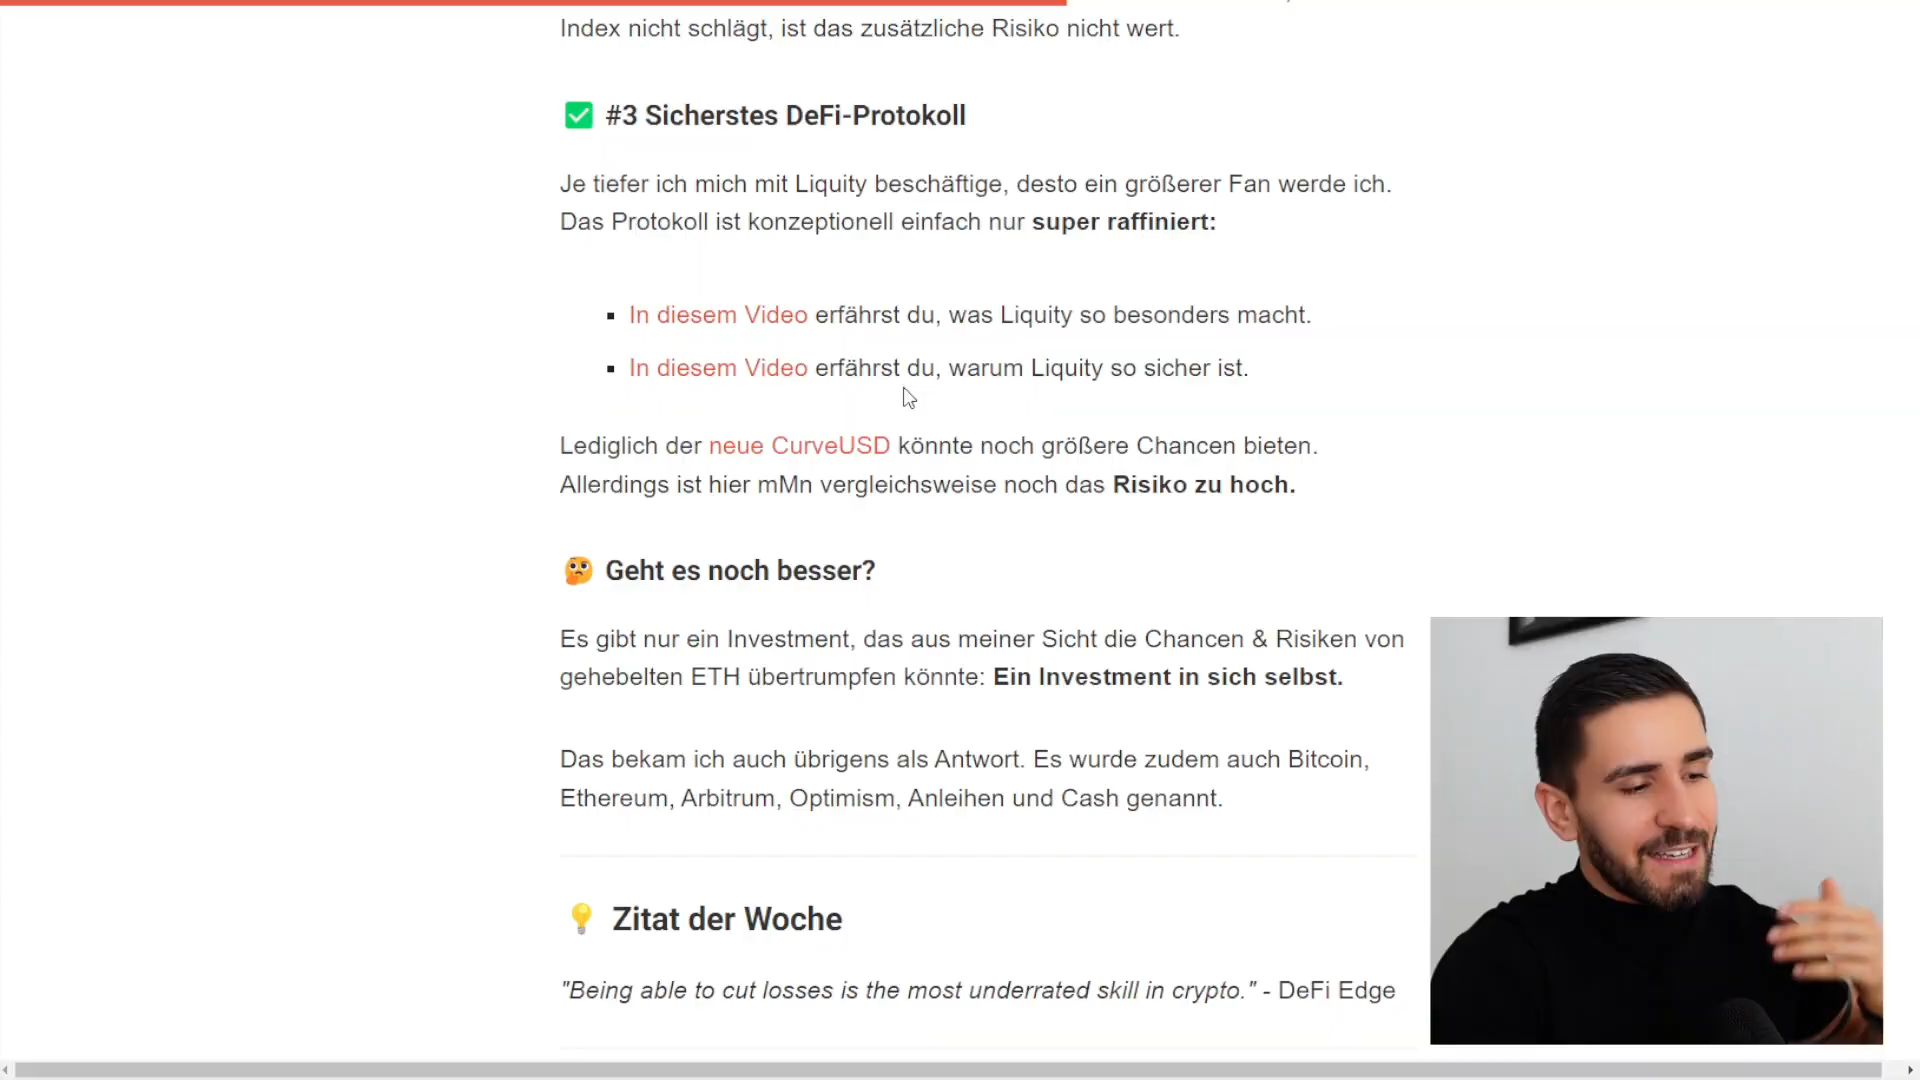 Index nicht schlägt, ist das zusätzliche Risiko nicht wert.
#3 Sicherstes DeFi-Protokoll
Je tiefer ich mich mit Liquity beschäftige, desto ein größerer Fan werde ich.
Das Protokoll ist konzeptionell einfach nur super raffiniert:
In diesem Video erfährst du, was Liquity so besonders macht.
In diesem Video erfährst du, warum Liquity so sicher ist.
Lediglich der neue CurveUSD könnte noch größere Chancen bieten.
Allerdings ist hier mMn vergleichsweise noch das Risiko zu hoch.
Geht es noch besser?
Es gibt nur ein Investment, das aus meiner Sicht die Chancen & Risiken von
gehebelten ETH übertrumpfen könnte: Ein Investment in sich selbst.
Das bekam ich auch übrigens als Antwort. Es wurde zudem auch Bitcoin,
Ethereum, Arbitrum, Optimism, Anleihen und Cash genannt.
Zitat der Woche
"Being able to cut losses is the most underrated skill in crypto." - DeFi Edge